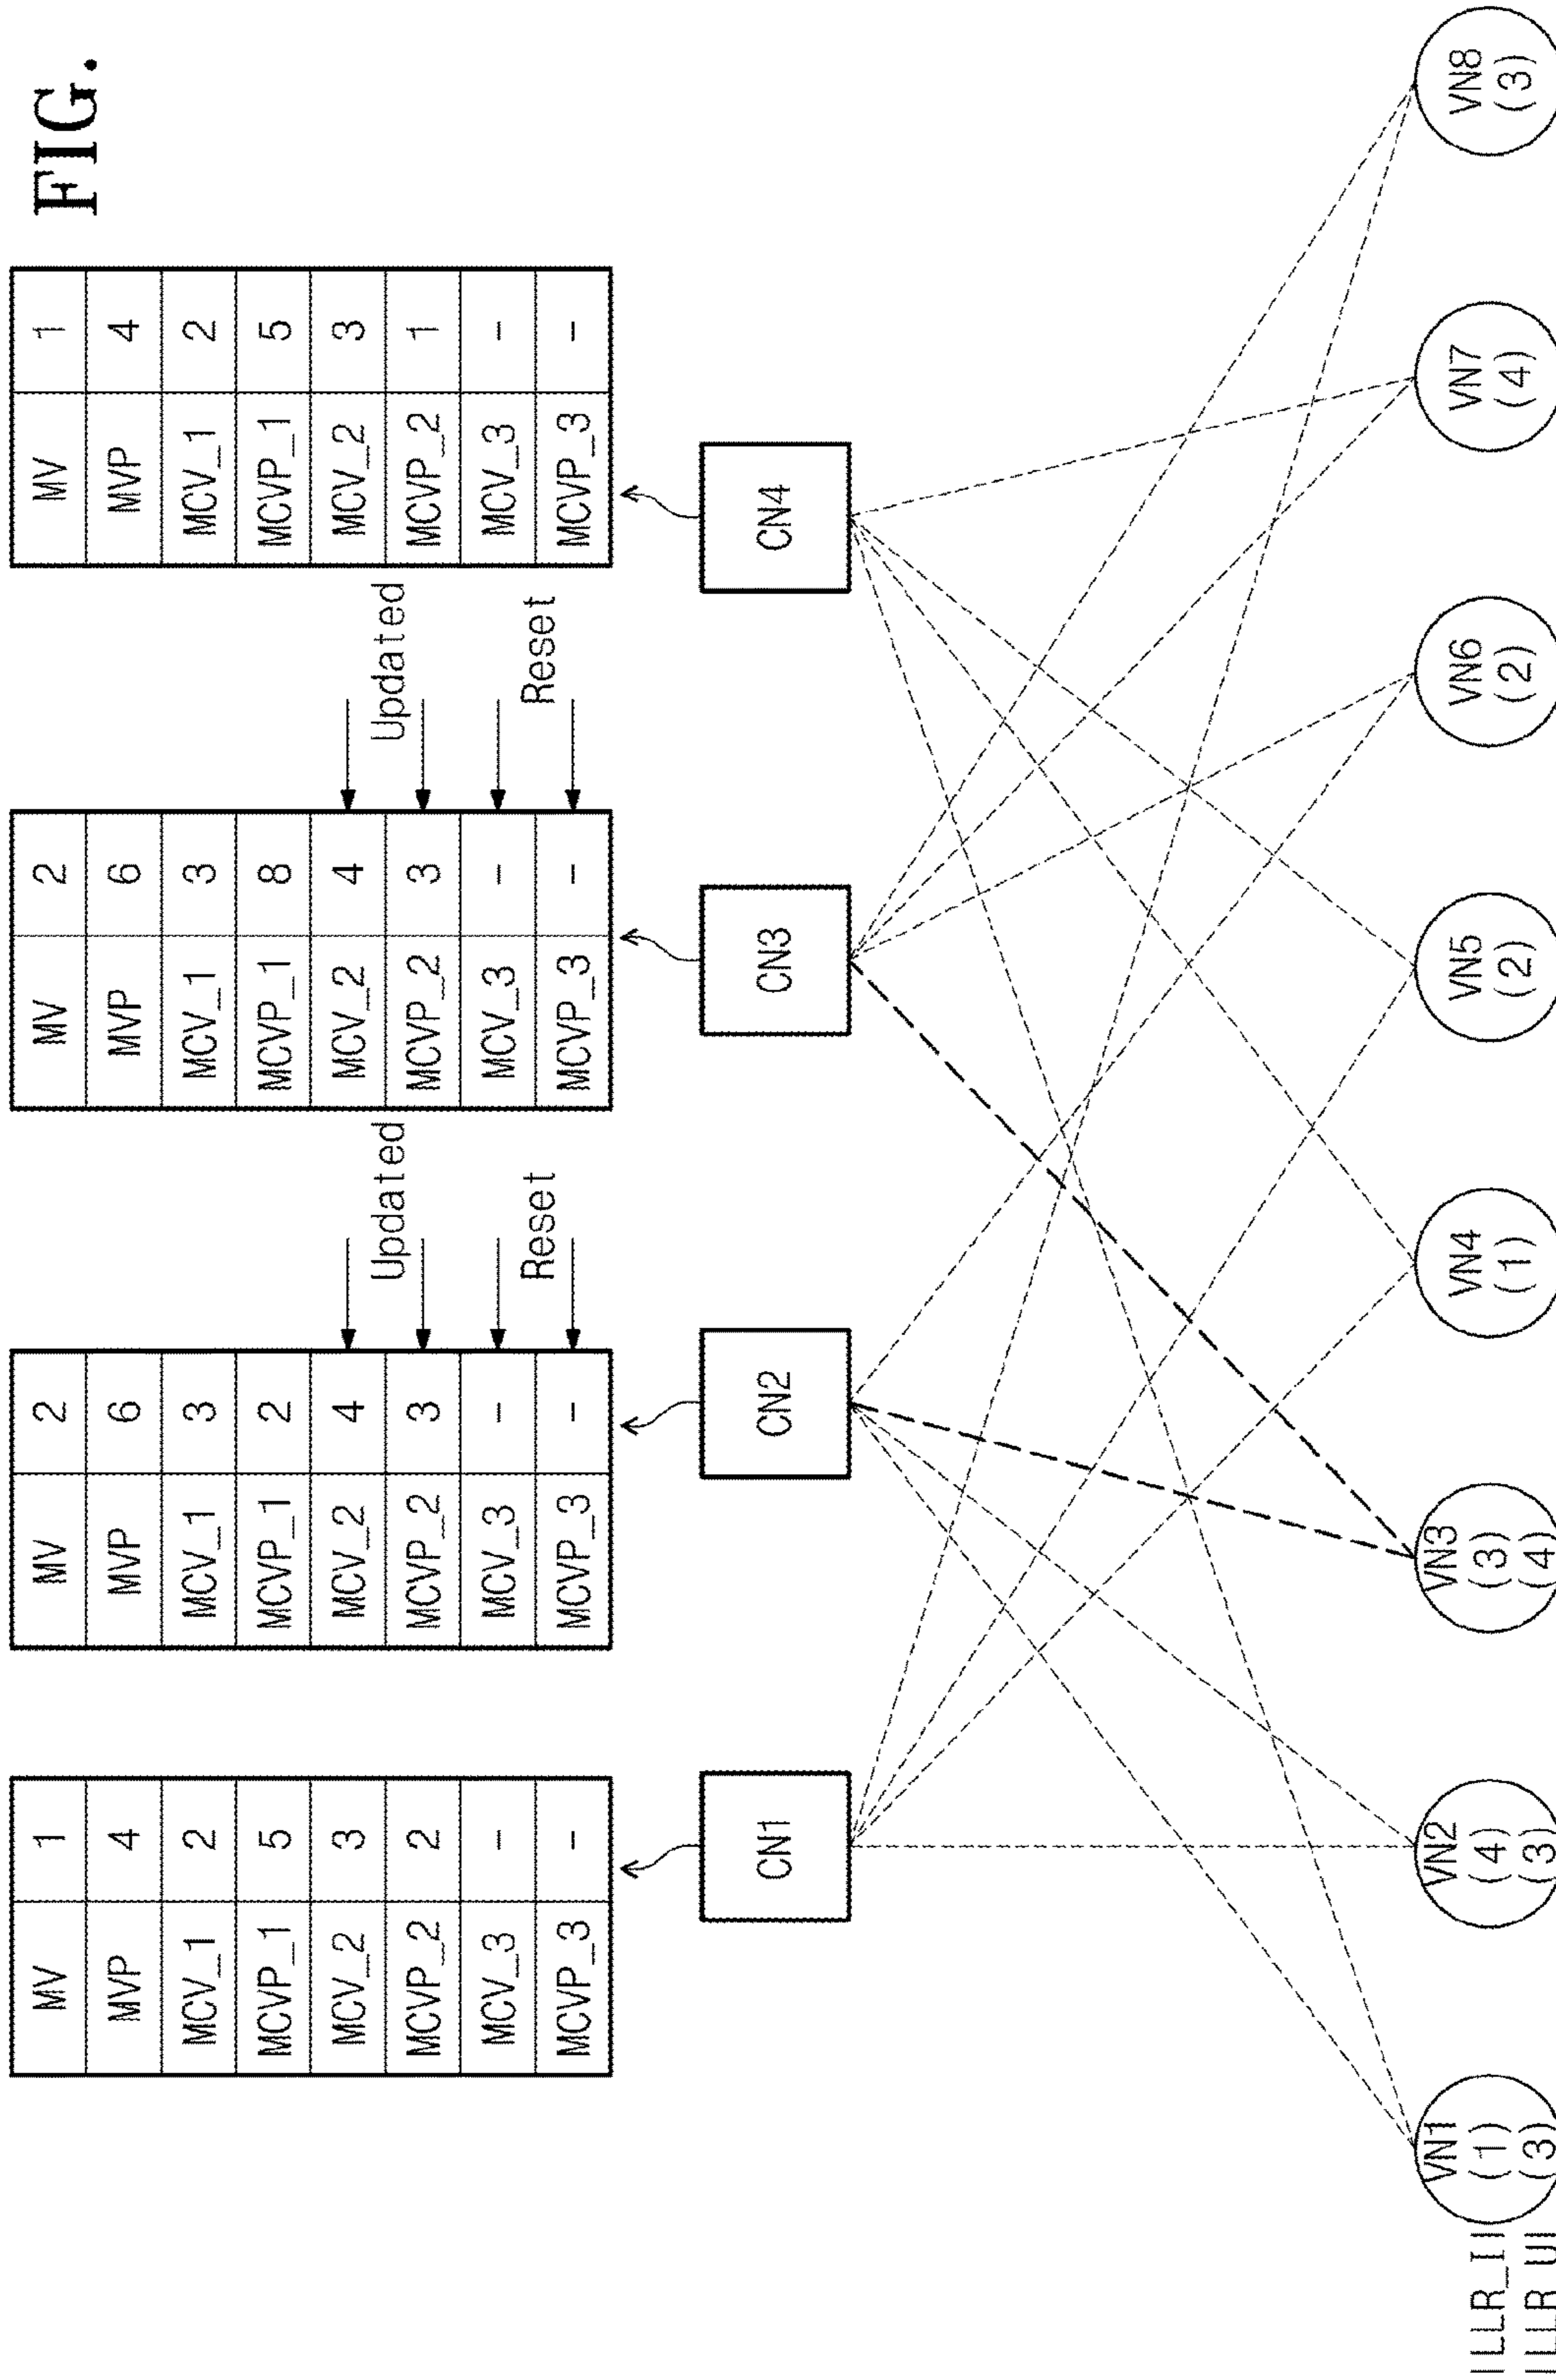 FIG.
MV 1
MVP 4
MCV_1 2
MCVP_1 5
MCV_2 3
MCVP_2 2
MCV_3 -
MCVP_3 -
MV 2
MVP 6
MCV_1 3
MCVP_1 2
MCV_2 4
MCVP_2 3
MCV_3 -
MCVP_3 -
Updated
Reset
MV 2
MVP 6
MCV_1 3
MCVP_1 8
MCV_2 4
MCVP_2 3
MCV_3 -
MCVP_3 -
Updated
Reset
MV 1
MVP 4
MCV_1 2
MCVP_1 5
MCV_2 3
MCVP_2 1
MCV_3 -
MCVP_3 -
CN1
CN2
CN3
CN4
|LLR_I|
|LLR_U|
VN1
(1)
(3)
VN2
(4)
(3)
VN3
(3)
(4)
VN4
(1)
VN5
(2)
VN6
(2)
VN7
(4)
VN8
(3)